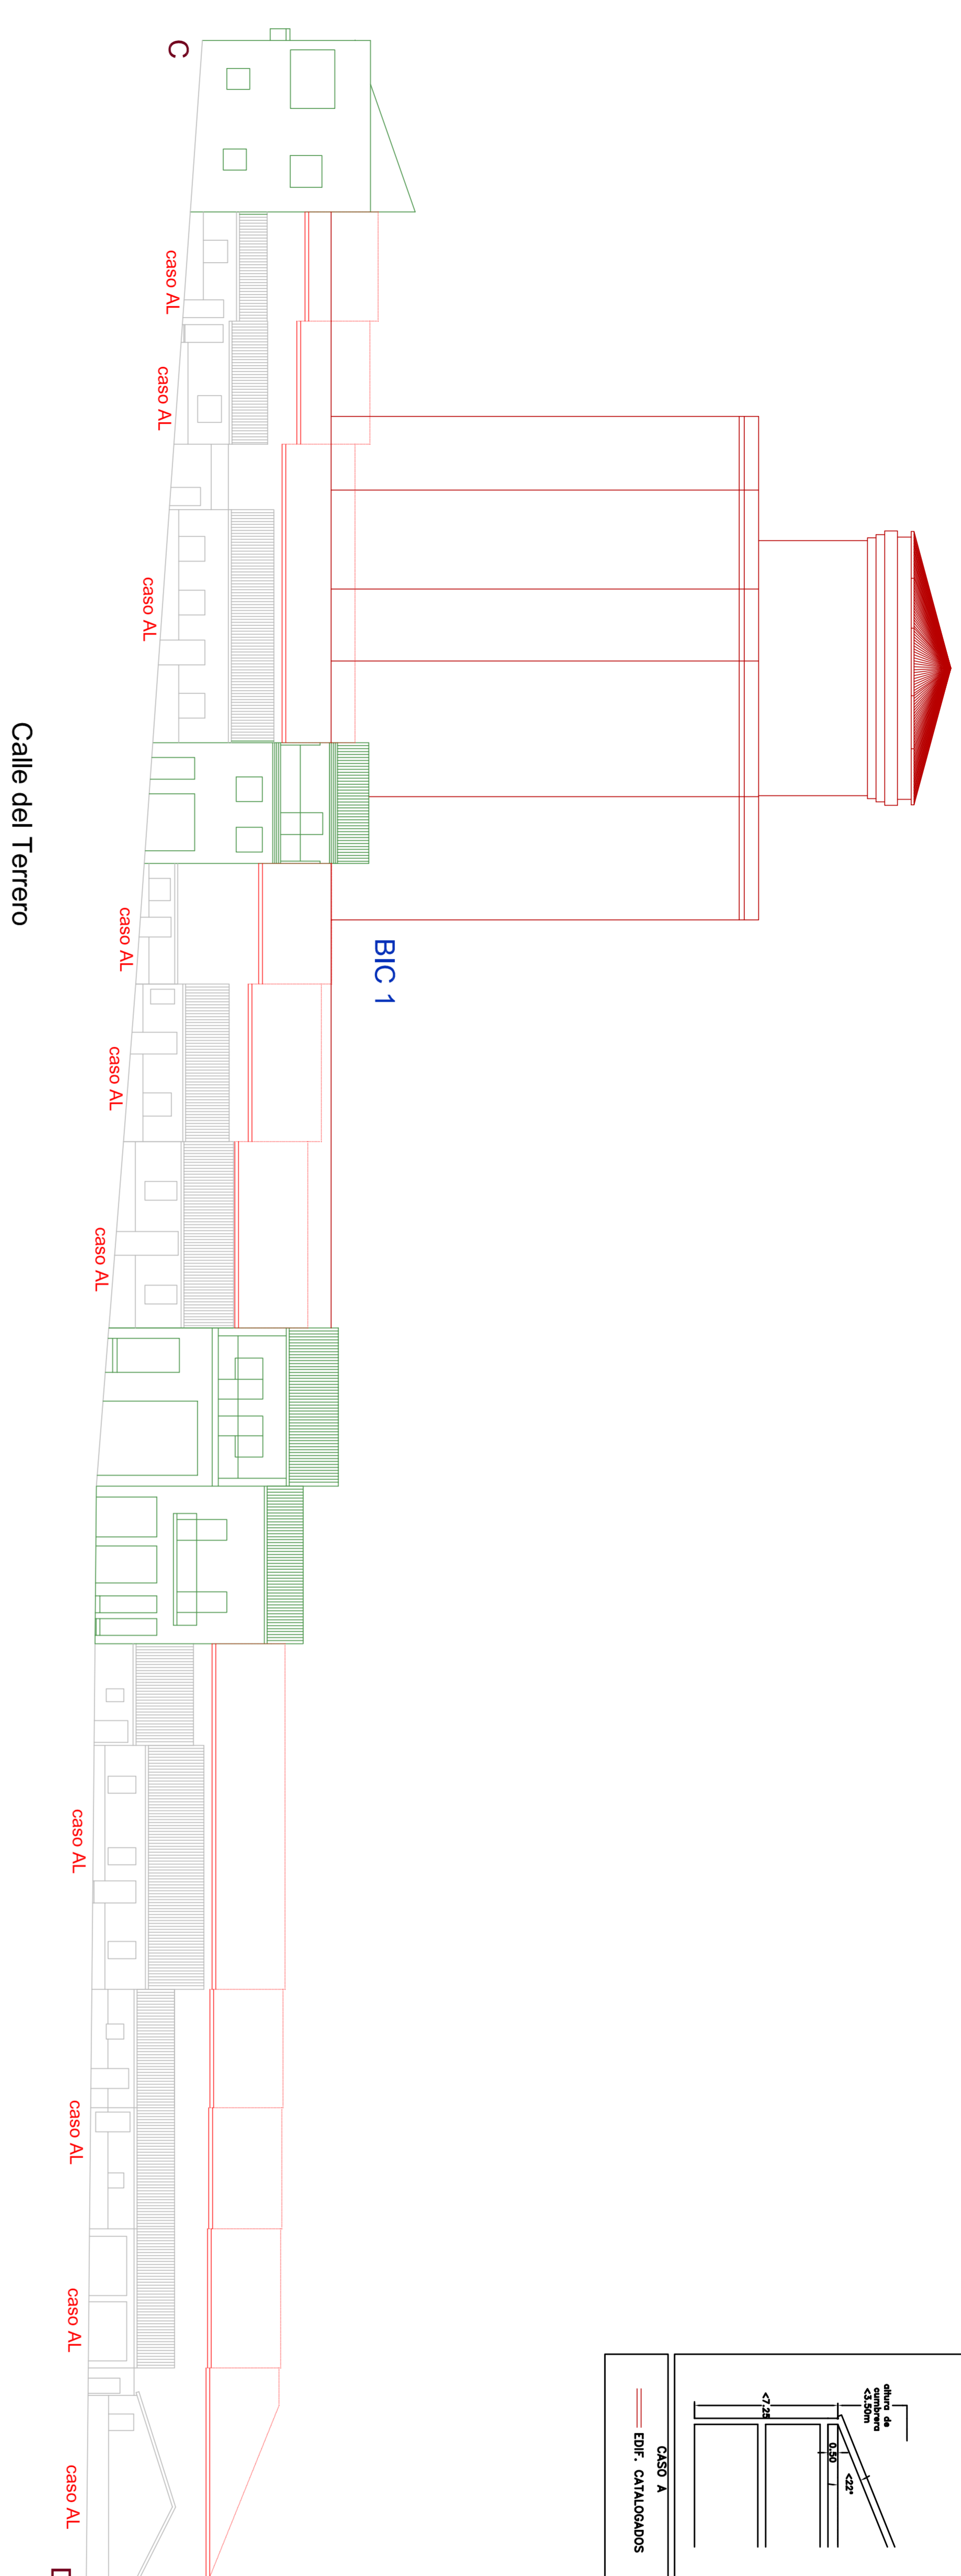 C
caso AL
caso AL
caso AL
caso AL
caso AL
caso AL
caso AL
caso AL
caso AL
caso AL
BIC 1
Calle del Terrero
altura de
cumbrera
<3.50m
<7.25
0.50
<22°
CASO A
EDIF. CATALOGADOS